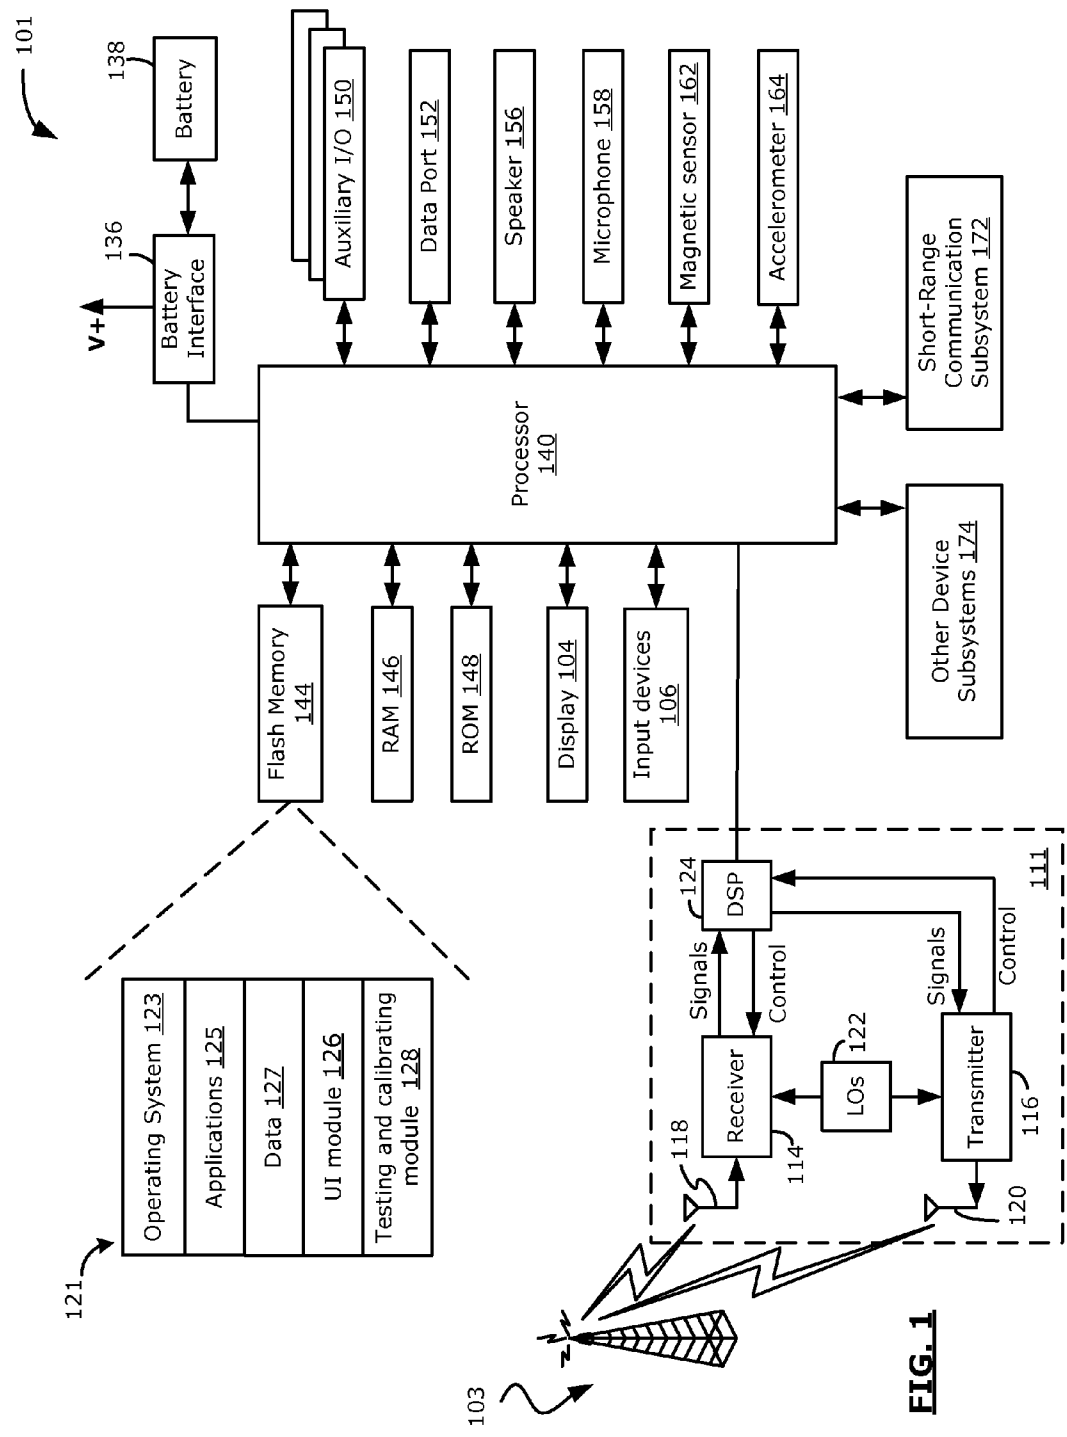 101
138
Battery
136
Battery
Interface
V+
Auxiliary I/O 150
Data Port 152
Speaker 156
Microphone 158
Magnetic sensor 162
Accelerometer 164
Short-Range
Communication
Subsystem 172
Processor
140
Other Device
Subsystems 174
Flash Memory
144
RAM 146
ROM 148
Display 104
Input devices
106
121
Operating System 123
Applications 125
Data 127
UI module 126
Testing and calibrating
module 128
111
124
DSP
Signals
Control
Signals
Control
Receiver
114
118
122
LOs
Transmitter
116
120
103
FIG. 1